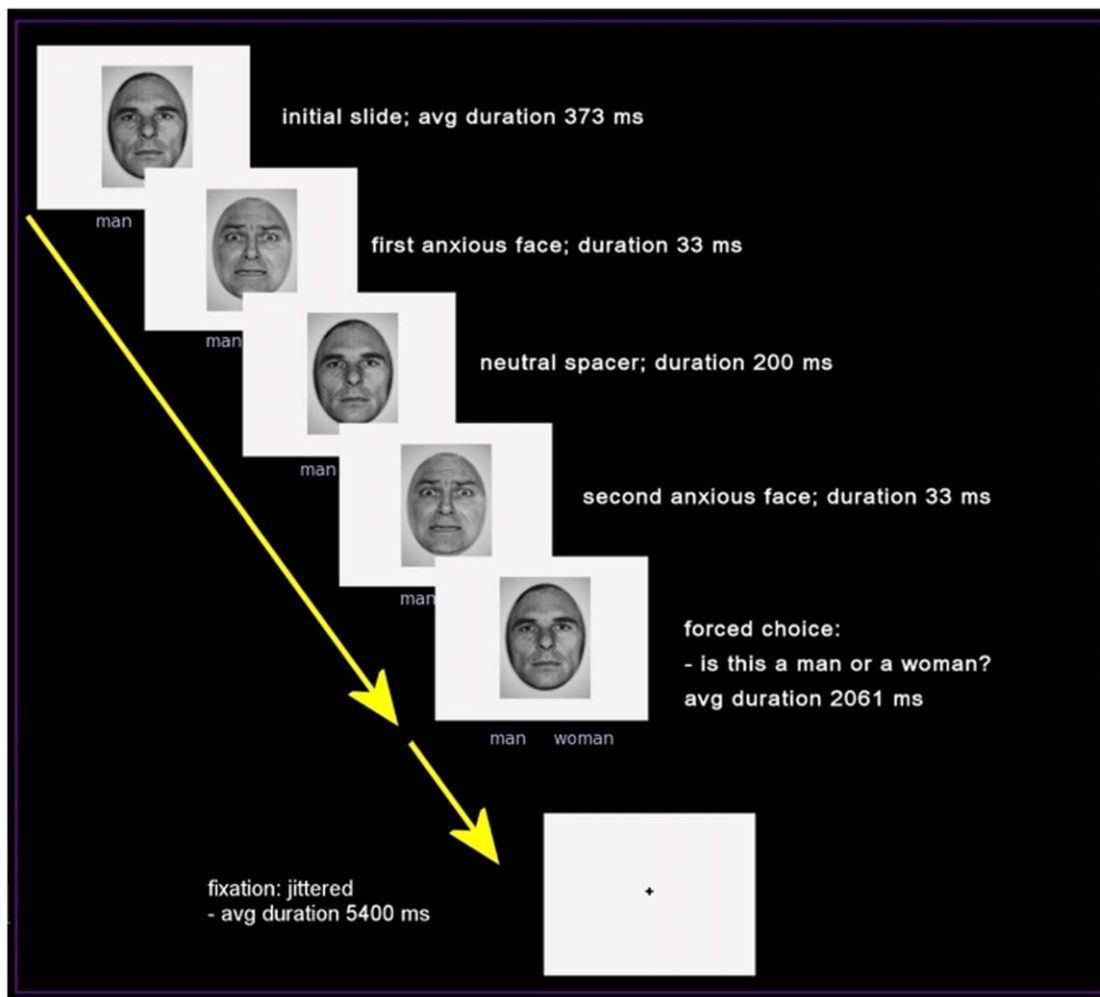 initial slide; avg duration 373 ms
man
first anxious face; duration 33 ms
man
neutral spacer; duration 200 ms
man
second anxious face; duration 33 ms
man
forced choice:
- is this a man or a woman?
avg duration 2061 ms
man woman
fixation: jittered
- avg duration 5400 ms